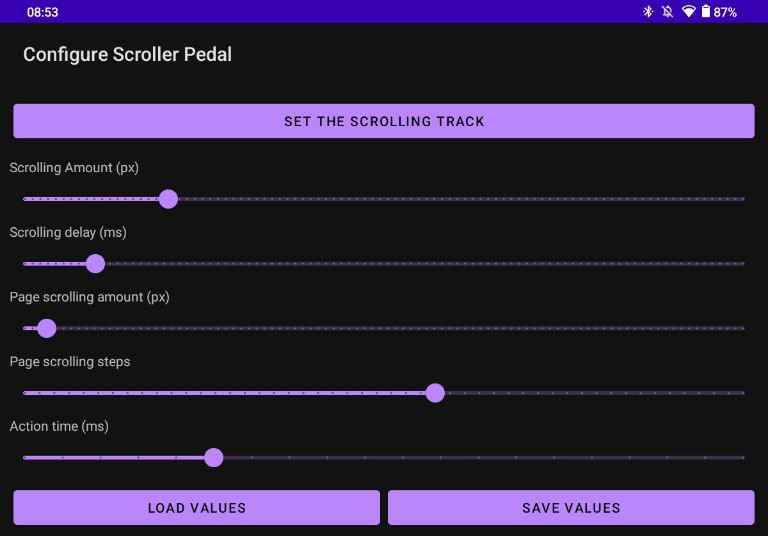 08:53
87%
Configure Scroller Pedal
SET THE SCROLLING TRACK
Scrolling Amount (px)
Scrolling delay (ms)
Page scrolling amount (px)
Page scrolling steps
Action time (ms)
LOAD VALUES
SAVE VALUES